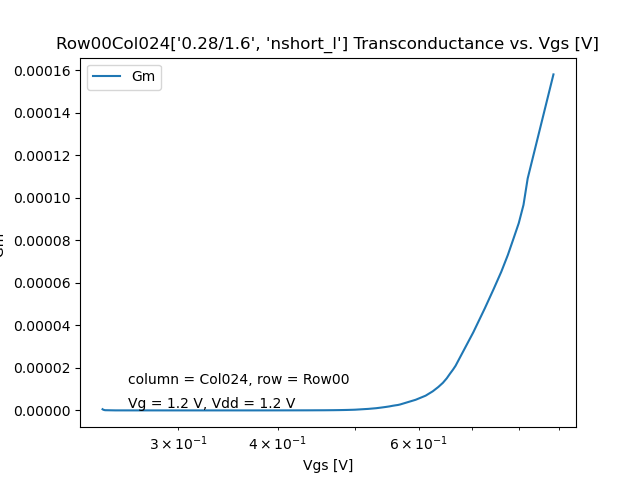 Row00Col024['0.28/1.6', 'nshort_l'] Transconductance vs. Vgs [V]
Gm
0.00016
0.00014
0.00012
0.00010
0.00008
0.00006
0.00004
0.00002
0.00000
column = Col024, row = Row00
Vg = 1.2 V, Vdd = 1.2 V
3 × 10⁻¹ 4 × 10⁻¹ 6 × 10⁻¹
Vgs [V]